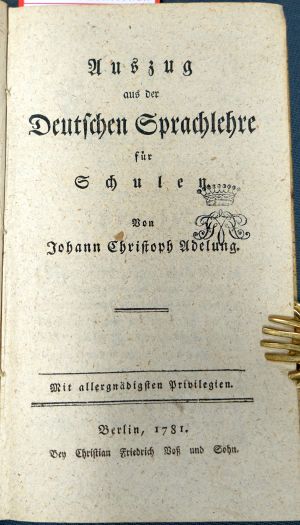 Auszug
aus der
Deutschen Sprachlehre
für
Schulen
Von
Johann Christoph Adelung.
Mit allergnädigsten Privilegien.
Berlin, 1781.
Bey Christian Friedrich Voß und Sohn.